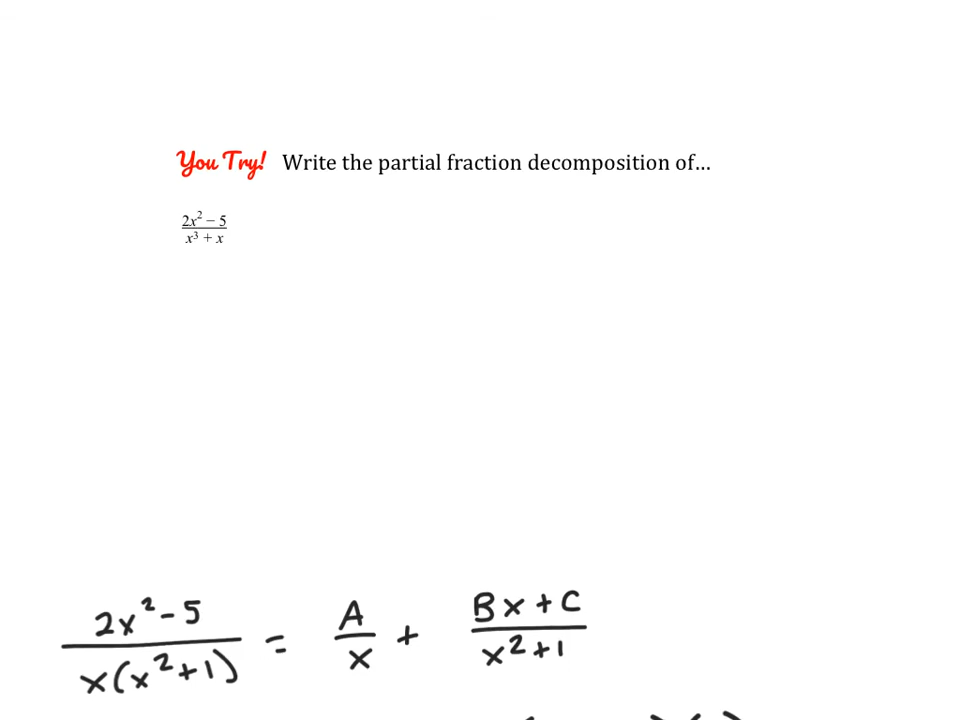 You Try! Write the partial fraction decomposition of…
2x² − 5
x³ + x
2x² - 5 / x(x² + 1) = A / x + Bx + C / x² + 1